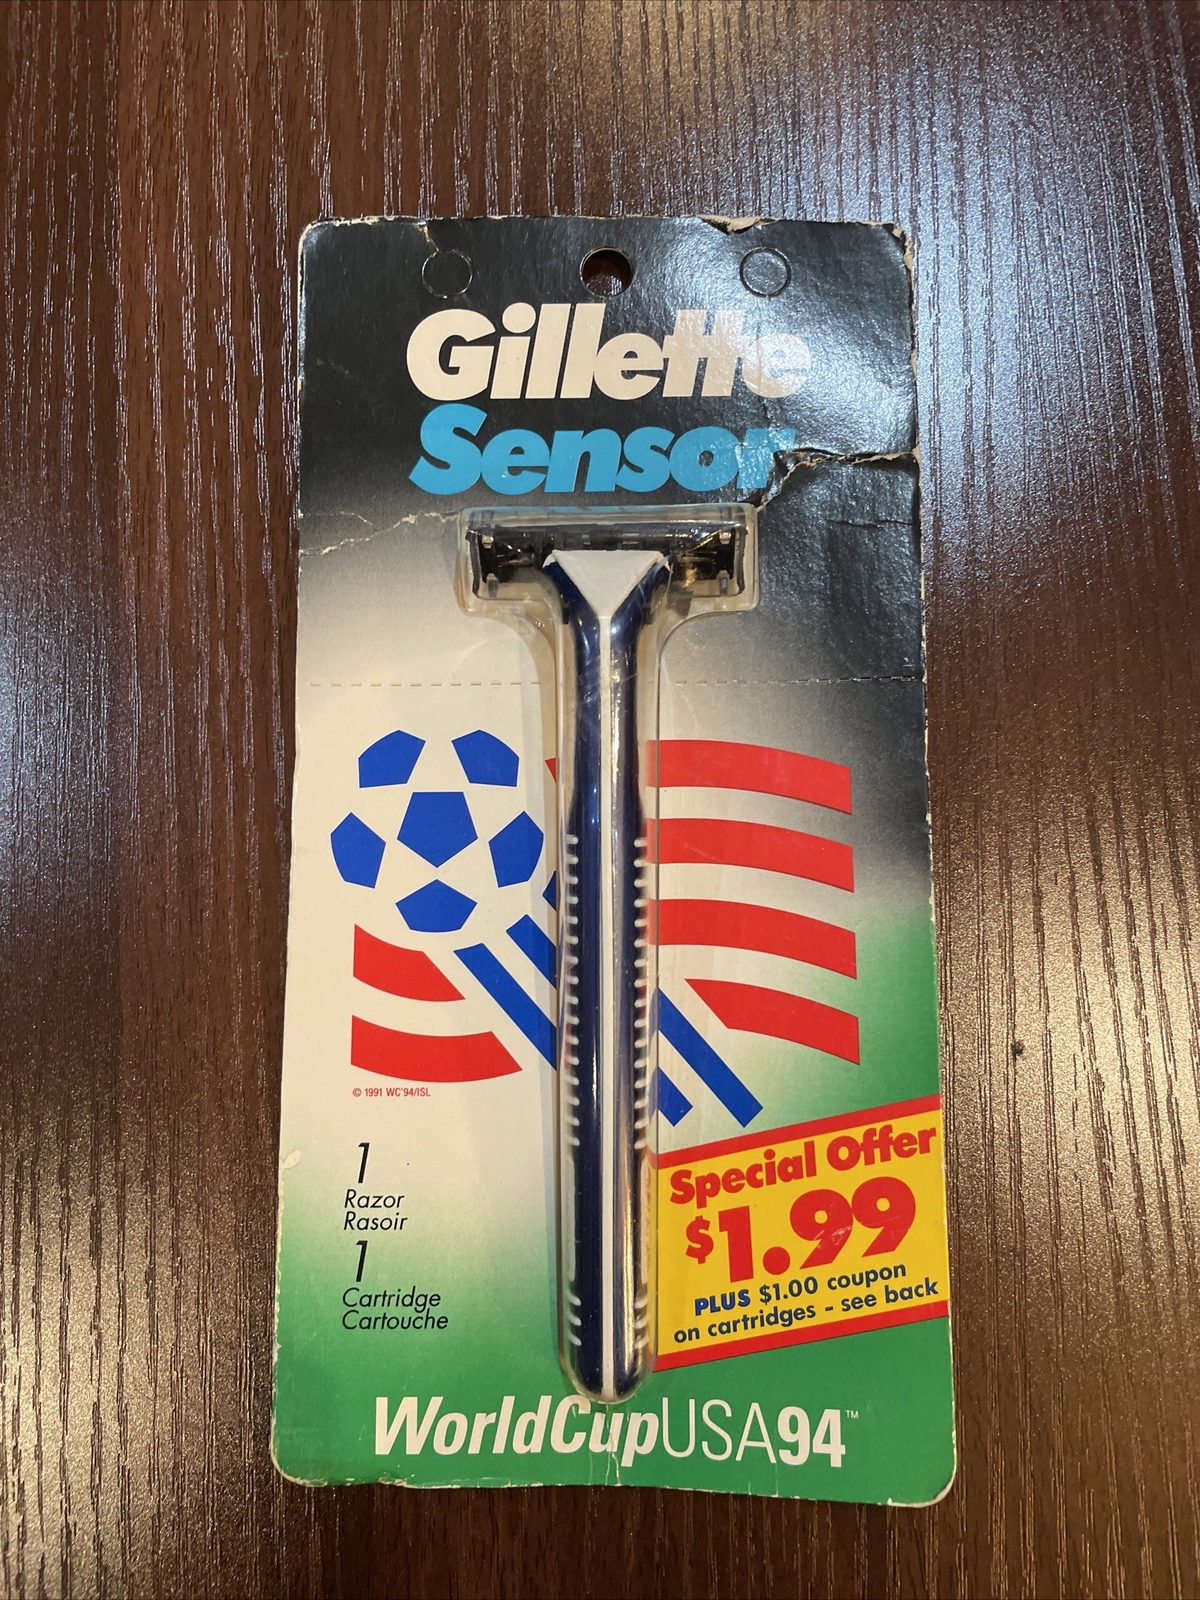 Gillette
Sensor
© 1991 WC'94/ISL
1
Razor
Rasoir
1
Cartridge
Cartouche
Special Offer
$1.99
PLUS $1.00 coupon
on cartridges - see back
WorldCupUSA94™